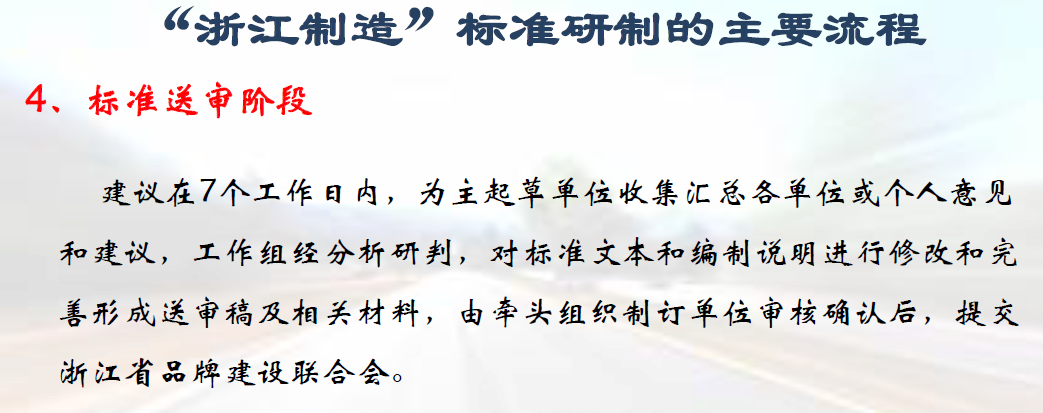 “浙江制造”标准研制的主要流程
4、标准送审阶段
建议在7个工作日内，为主起草单位收集汇总各单位或个人意见
和建议，工作组经分析研判，对标准文本和编制说明进行修改和完
善形成送审稿及相关材料，由牵头组织制订单位审核确认后，提交
浙江省品牌建设联合会。